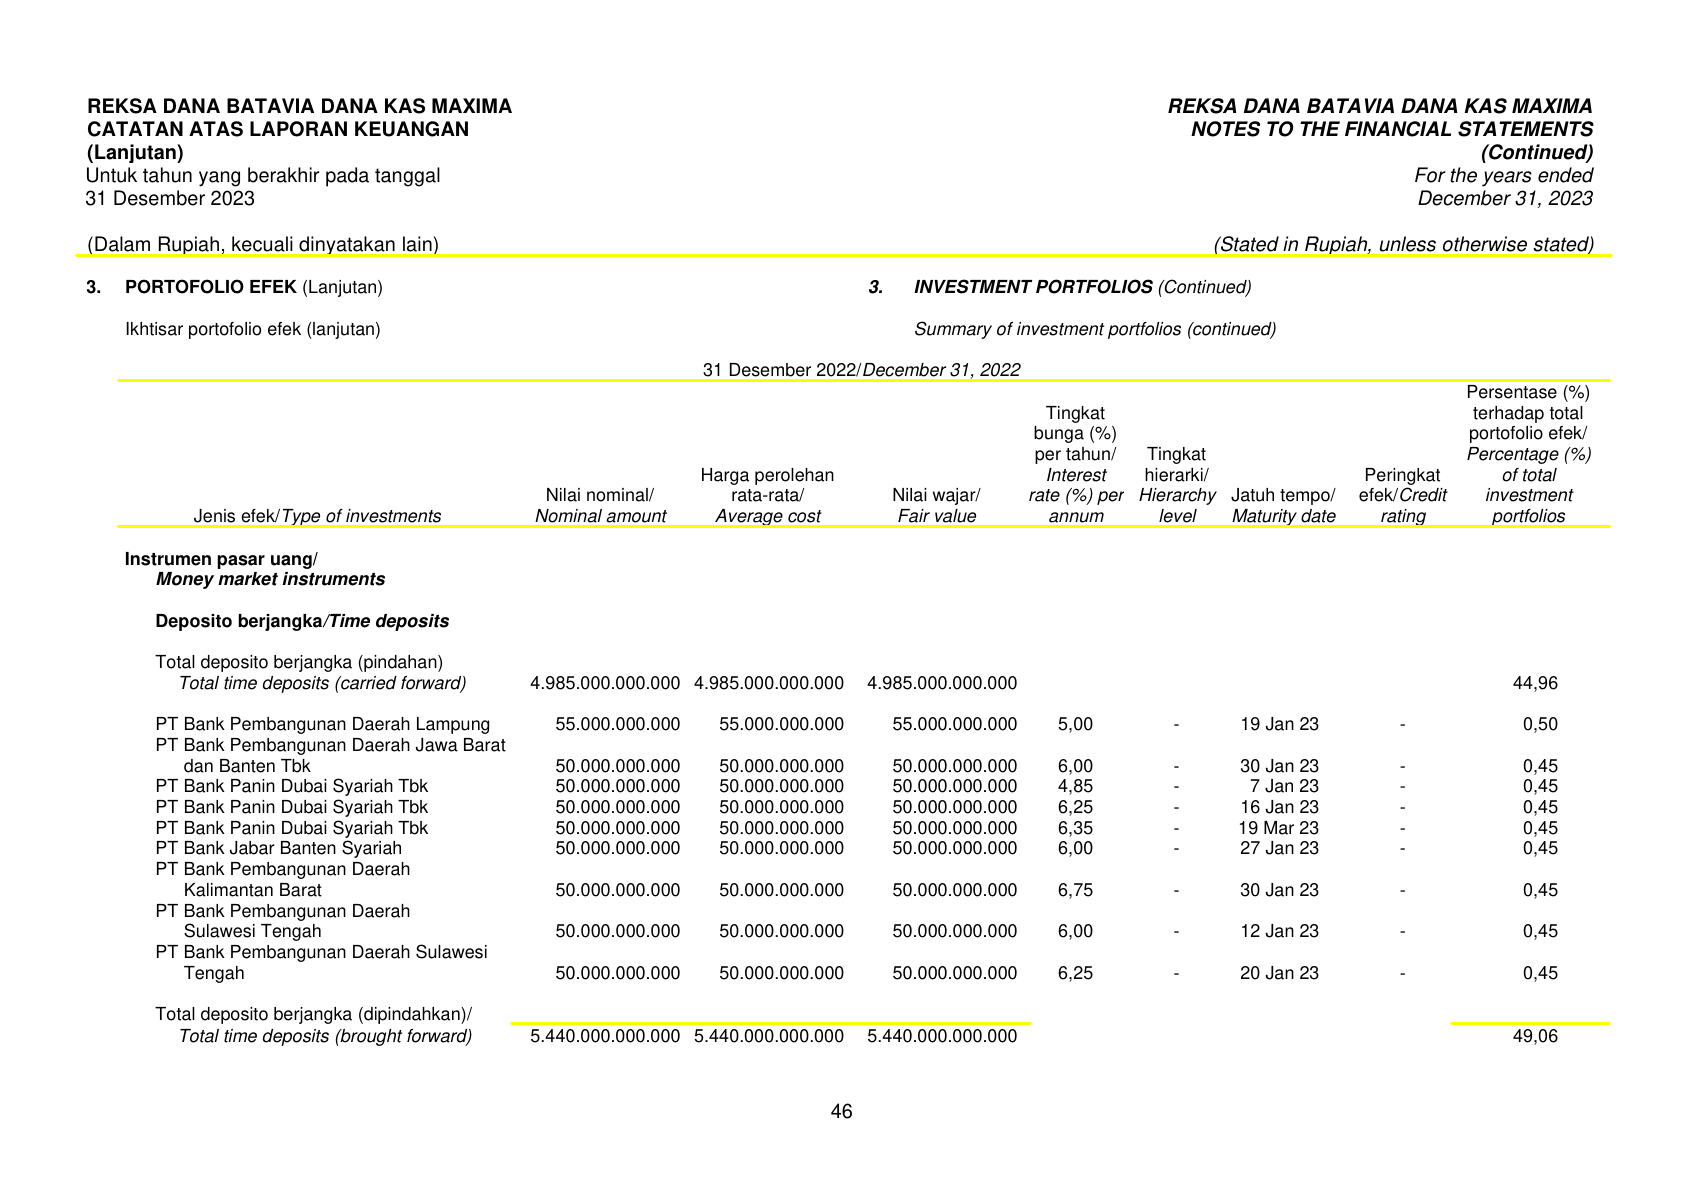 REKSA DANA BATAVIA DANA KAS MAXIMA
CATATAN ATAS LAPORAN KEUANGAN
(Lanjutan)
Untuk tahun yang berakhir pada tanggal
31 Desember 2023
(Dalam Rupiah, kecuali dinyatakan lain)
REKSA DANA BATAVIA DANA KAS MAXIMA
NOTES TO THE FINANCIAL STATEMENTS
(Continued)
For the years ended
December 31, 2023
(Stated in Rupiah, unless otherwise stated)
3. PORTOFOLIO EFEK (Lanjutan)
3. INVESTMENT PORTFOLIOS (Continued)
Ikhtisar portofolio efek (lanjutan)
Summary of investment portfolios (continued)
31 Desember 2022/December 31, 2022
Jenis efek/Type of investments
Nilai nominal/
Nominal amount
Harga perolehan
rata-rata/
Average cost
Nilai wajar/
Fair value
Tingkat
bunga (%)
per tahun/
Interest
rate (%) per
annum
Tingkat
hierarki/
Hierarchy
level
Jatuh tempo/
Maturity date
Peringkat
efek/Credit
rating
Persentase (%)
terhadap total
portofolio efek/
Percentage (%)
of total
investment
portfolios
Instrumen pasar uang/
Money market instruments
Deposito berjangka/Time deposits
Total deposito berjangka (pindahan)
Total time deposits (carried forward) 4.985.000.000.000 4.985.000.000.000 4.985.000.000.000 44,96
PT Bank Pembangunan Daerah Lampung 55.000.000.000 55.000.000.000 55.000.000.000 5,00 - 19 Jan 23 - 0,50
PT Bank Pembangunan Daerah Jawa Barat
dan Banten Tbk 50.000.000.000 50.000.000.000 50.000.000.000 6,00 - 30 Jan 23 - 0,45
PT Bank Panin Dubai Syariah Tbk 50.000.000.000 50.000.000.000 50.000.000.000 4,85 - 7 Jan 23 - 0,45
PT Bank Panin Dubai Syariah Tbk 50.000.000.000 50.000.000.000 50.000.000.000 6,25 - 16 Jan 23 - 0,45
PT Bank Panin Dubai Syariah Tbk 50.000.000.000 50.000.000.000 50.000.000.000 6,35 - 19 Mar 23 - 0,45
PT Bank Jabar Banten Syariah 50.000.000.000 50.000.000.000 50.000.000.000 6,00 - 27 Jan 23 - 0,45
PT Bank Pembangunan Daerah
Kalimantan Barat 50.000.000.000 50.000.000.000 50.000.000.000 6,75 - 30 Jan 23 - 0,45
PT Bank Pembangunan Daerah
Sulawesi Tengah 50.000.000.000 50.000.000.000 50.000.000.000 6,00 - 12 Jan 23 - 0,45
PT Bank Pembangunan Daerah Sulawesi
Tengah 50.000.000.000 50.000.000.000 50.000.000.000 6,25 - 20 Jan 23 - 0,45
Total deposito berjangka (dipindahkan)/
Total time deposits (brought forward) 5.440.000.000.000 5.440.000.000.000 5.440.000.000.000 49,06
46